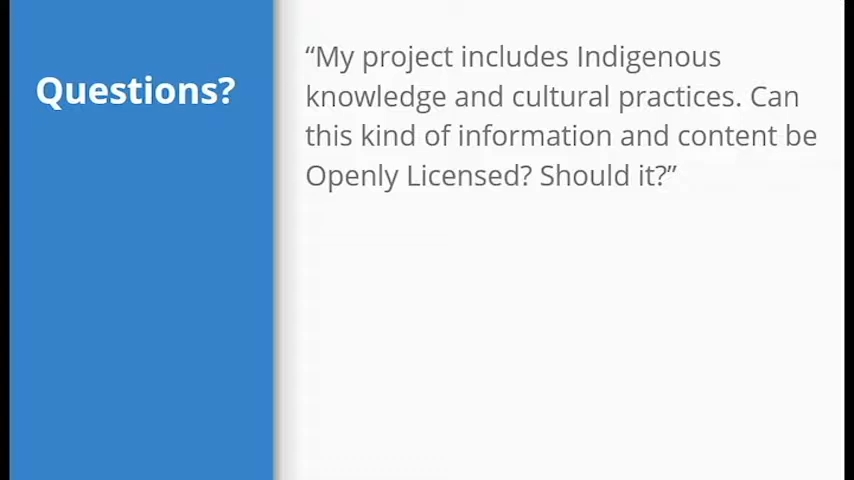 Questions?
“My project includes Indigenous
knowledge and cultural practices. Can
this kind of information and content be
Openly Licensed? Should it?”